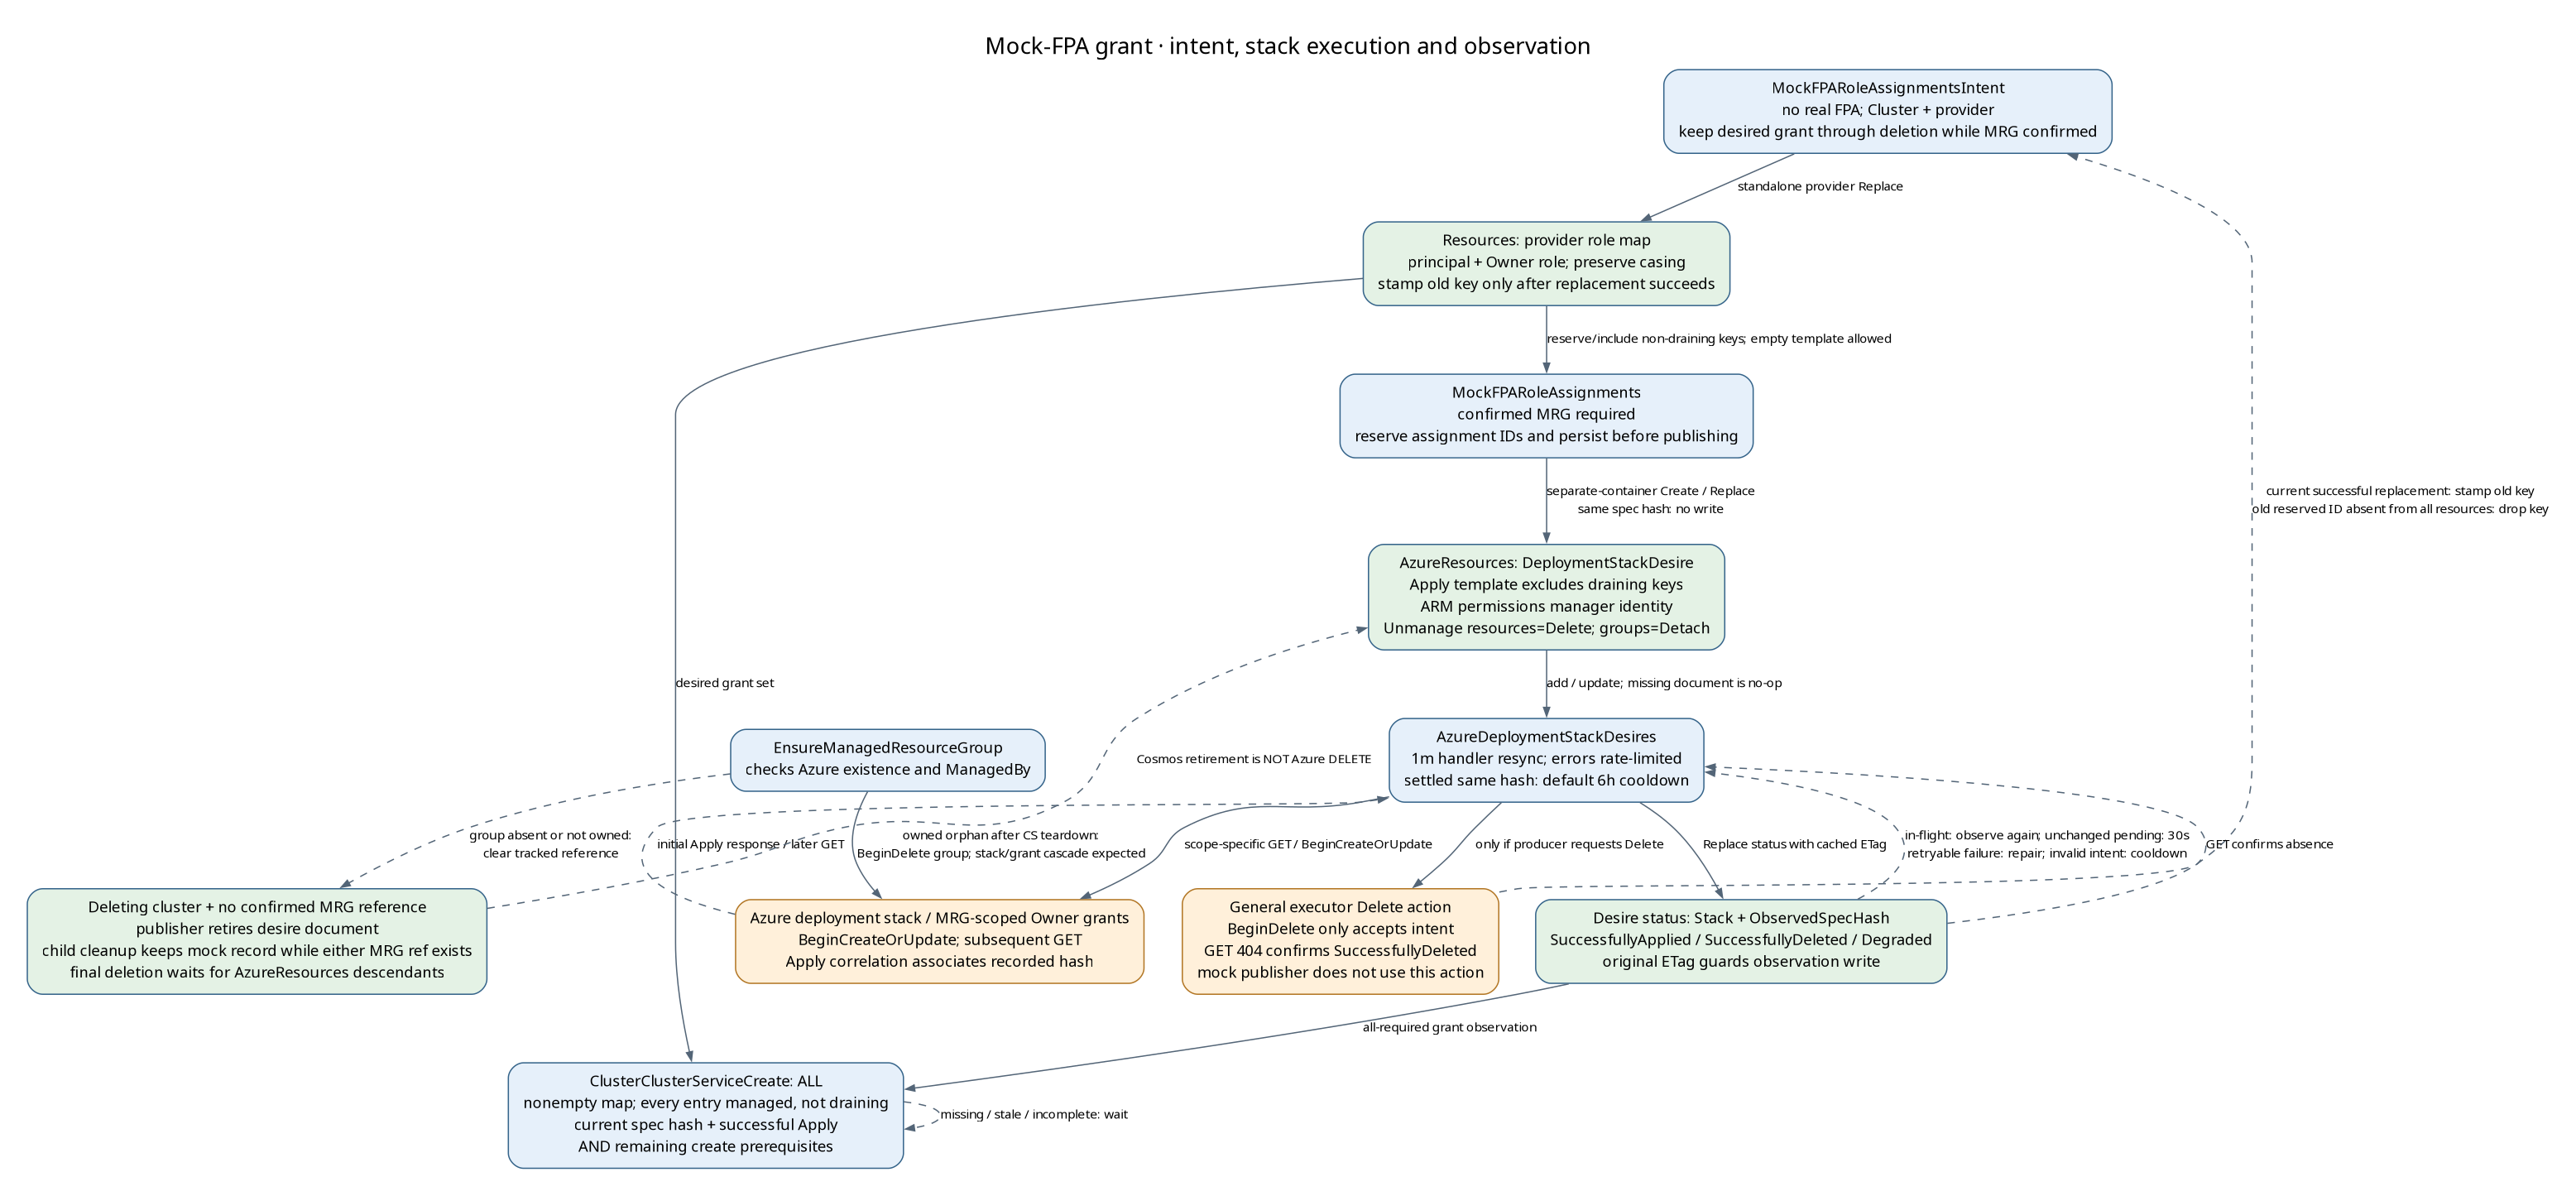 Mock-FPA grant · intent, stack execution and observation
MockFPARoleAssignmentsIntent
no real FPA; Cluster + provider
keep desired grant through deletion while MRG confirmed
standalone provider Replace
Resources: provider role map
principal + Owner role; preserve casing
stamp old key only after replacement succeeds
reserve/include non-draining keys; empty template allowed
MockFPARoleAssignments
confirmed MRG required
reserve assignment IDs and persist before publishing
separate-container Create / Replace
same spec hash: no write
current successful replacement: stamp old key
old reserved ID absent from all resources: drop key
AzureResources: DeploymentStackDesire
Apply template excludes draining keys
ARM permissions manager identity
Unmanage resources=Delete; groups=Detach
desired grant set
add / update; missing document is no-op
EnsureManagedResourceGroup
checks Azure existence and ManagedBy
Cosmos retirement is NOT Azure DELETE
AzureDeploymentStackDesires
1m handler resync; errors rate-limited
settled same hash: default 6h cooldown
group absent or not owned:
clear tracked reference
initial Apply response / later GET
owned orphan after CS teardown:
BeginDelete group; stack/grant cascade expected
scope-specific GET / BeginCreateOrUpdate
only if producer requests Delete
Replace status with cached ETag
in-flight: observe again; unchanged pending: 30s
retryable failure: repair; invalid intent: cooldown
GET confirms absence
Deleting cluster + no confirmed MRG reference
publisher retires desire document
child cleanup keeps mock record while either MRG ref exists
final deletion waits for AzureResources descendants
Azure deployment stack / MRG-scoped Owner grants
BeginCreateOrUpdate; subsequent GET
Apply correlation associates recorded hash
General executor Delete action
BeginDelete only accepts intent
GET 404 confirms SuccessfullyDeleted
mock publisher does not use this action
Desire status: Stack + ObservedSpecHash
SuccessfullyApplied / SuccessfullyDeleted / Degraded
original ETag guards observation write
all-required grant observation
ClusterClusterServiceCreate: ALL
nonempty map; every entry managed, not draining
current spec hash + successful Apply
AND remaining create prerequisites
missing / stale / incomplete: wait